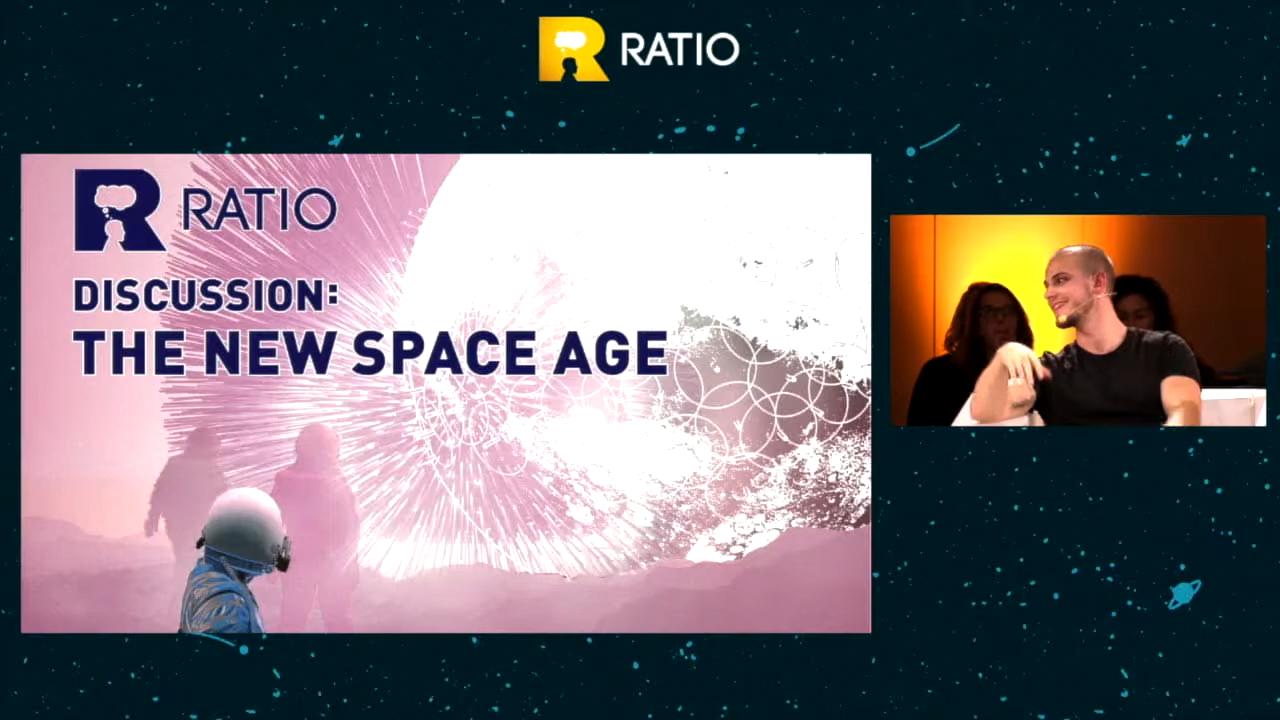 RATIO
RATIO
DISCUSSION:
THE NEW SPACE AGE